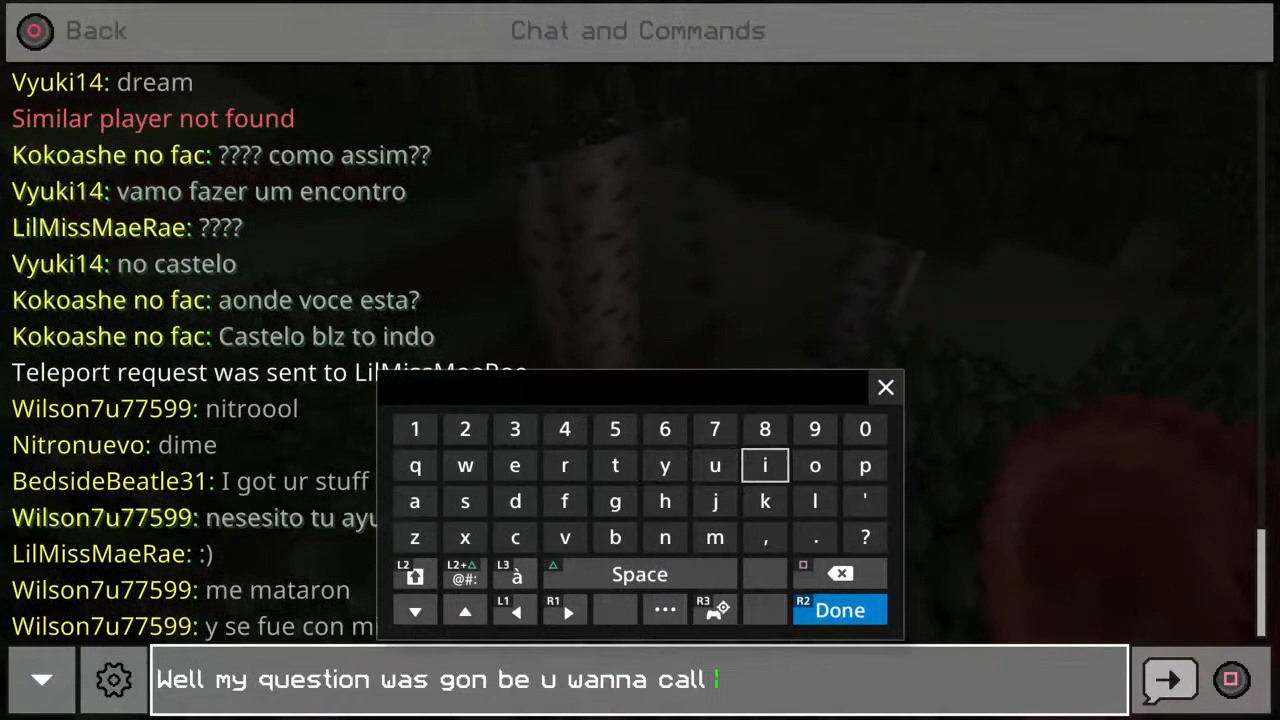 Back
Chat and Commands
Vyuki14: dream
Similar player not found
Kokoashe no fac: ???? como assim??
Vyuki14: vamo fazer um encontro
LilMissMaeRae: ????
Vyuki14: no castelo
Kokoashe no fac: aonde voce esta?
Kokoashe no fac: Castelo blz to indo
Teleport request was sent to LilMissMaeRae
Wilson7u77599: nitroool
Nitronuevo: dime
BedsideBeatle31: I got ur stuff
Wilson7u77599: nesesito tu ayu
LilMissMaeRae: :)
Wilson7u77599: me mataron
Wilson7u77599: y se fue con mi
1 2 3 4 5 6 7 8 9 0
q w e r t y u i o p
a s d f g h j k l '
z x c v b n m , . ?
L2 L2+△ @#: L3 à △ Space
L1 R1 ... R3 R2 Done
Well my question was gon be u wanna call